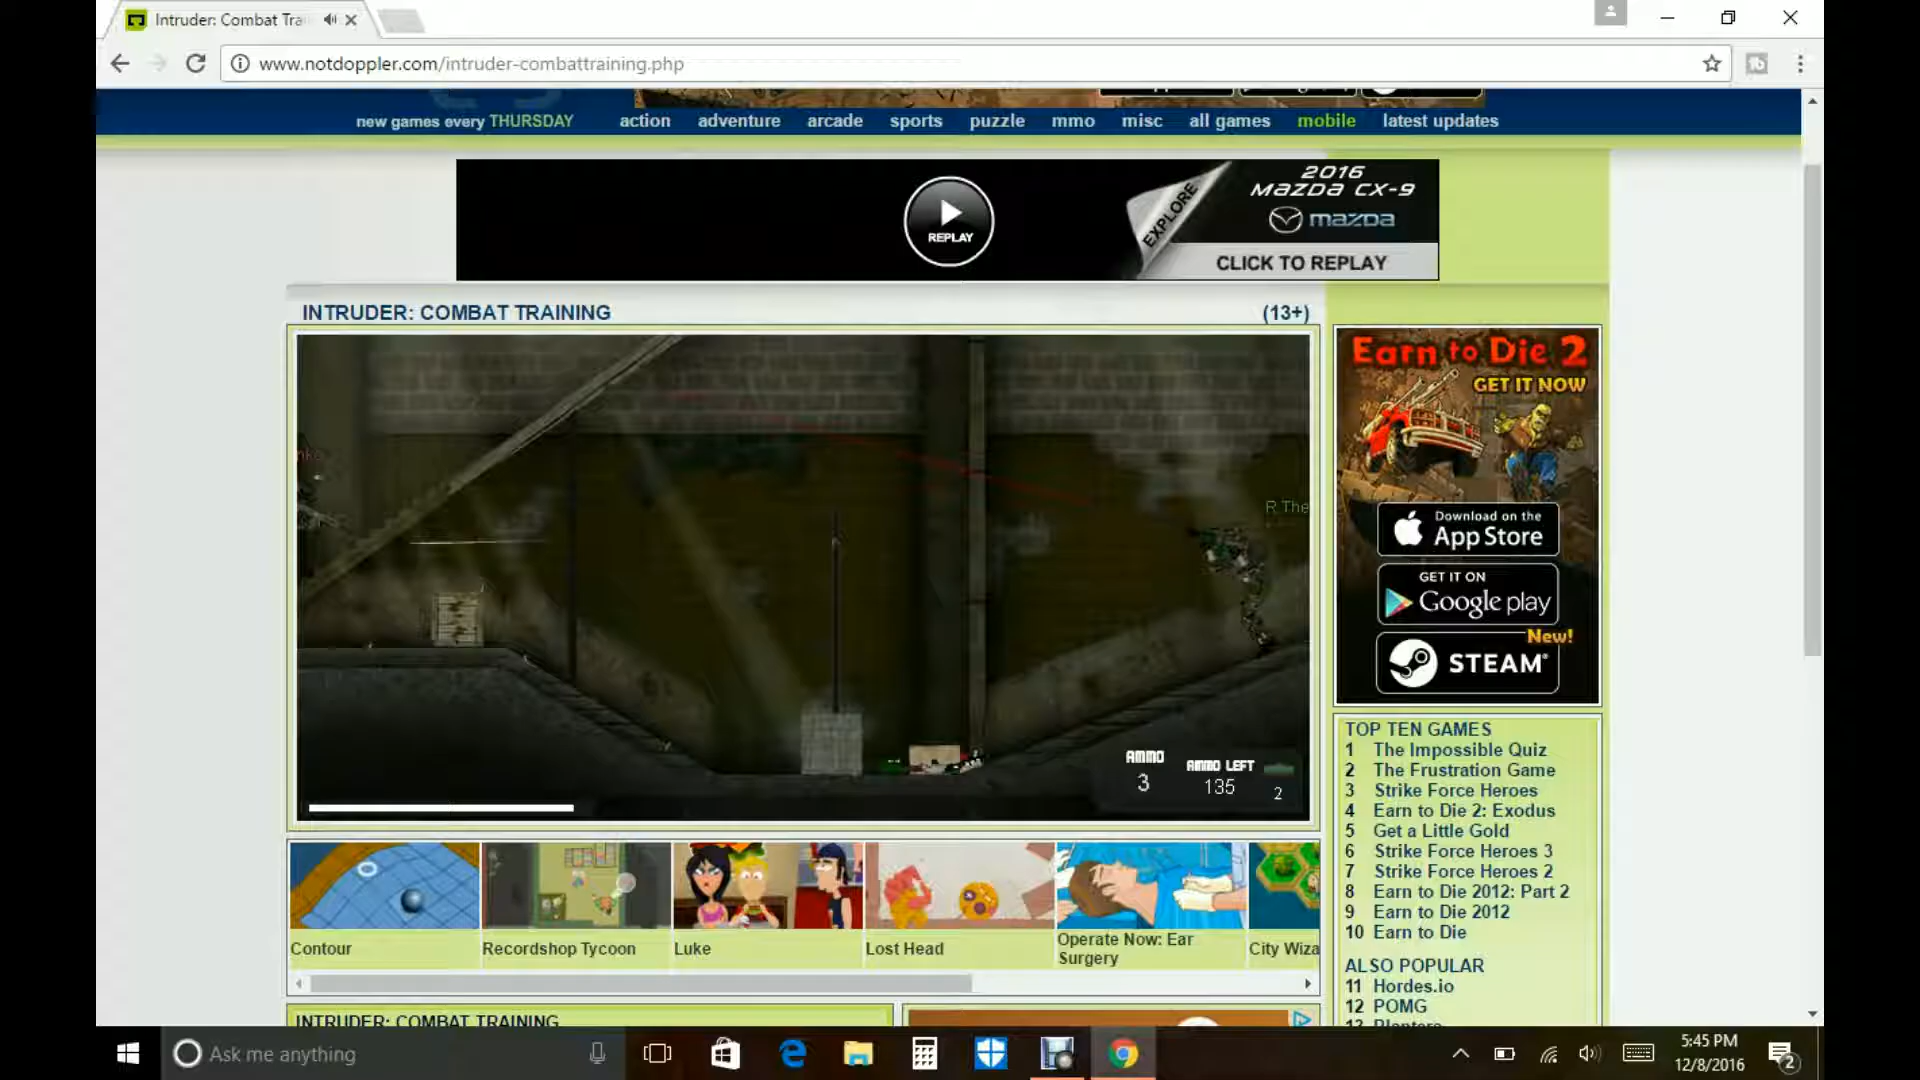 Intruder: Combat Tra
www.notdoppler.com/intruder-combattraining.php
new games every THURSDAY
action adventure arcade sports puzzle mmo misc all games mobile latest updates
REPLAY
EXPLORE
2016
mazda CX-9
mazda
CLICK TO REPLAY
INTRUDER: COMBAT TRAINING (13+)
R The
AMMO
3
AMMO LEFT
135
2
Earn to Die 2
GET IT NOW
Download on the
App Store
GET IT ON
Google play
New!
STEAM
TOP TEN GAMES
1 The Impossible Quiz
2 The Frustration Game
3 Strike Force Heroes
4 Earn to Die 2: Exodus
5 Get a Little Gold
6 Strike Force Heroes 3
7 Strike Force Heroes 2
8 Earn to Die 2012: Part 2
9 Earn to Die 2012
10 Earn to Die
ALSO POPULAR
11 Hordes.io
12 POMG
Contour
Recordshop Tycoon
Luke
Lost Head
Operate Now: Ear
Surgery
City Wiza
INTRUDER: COMBAT TRAINING
Ask me anything
5:45 PM
12/8/2016
2